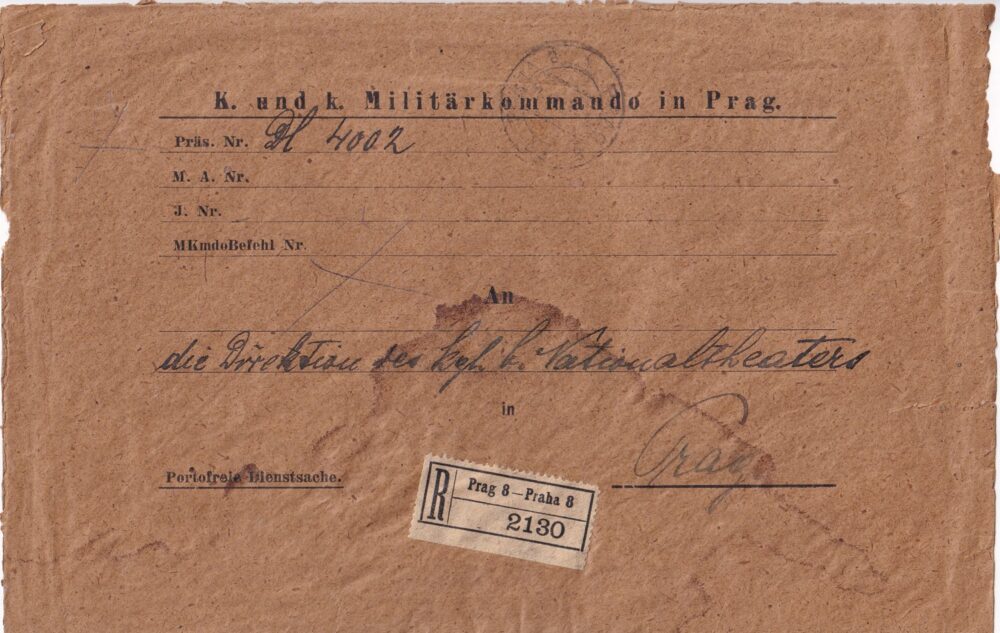 K. und k. Militärkommando in Prag.
Präs. Nr. 4002
M. A. Nr.
J. Nr.
MKmdoBefehl Nr.
An
die Direktion des kgl. b. Nationaltheaters
in
Prag
Portofreie Dienstsache.
R
Prag 8 – Praha 8
2130